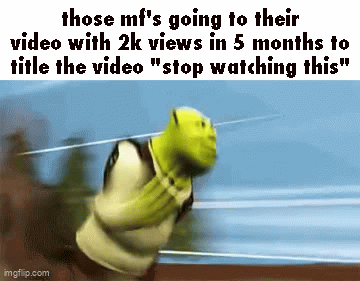 those mf's going to their
video with 2k views in 5 months to
title the video "stop watching this"
imgflip.com